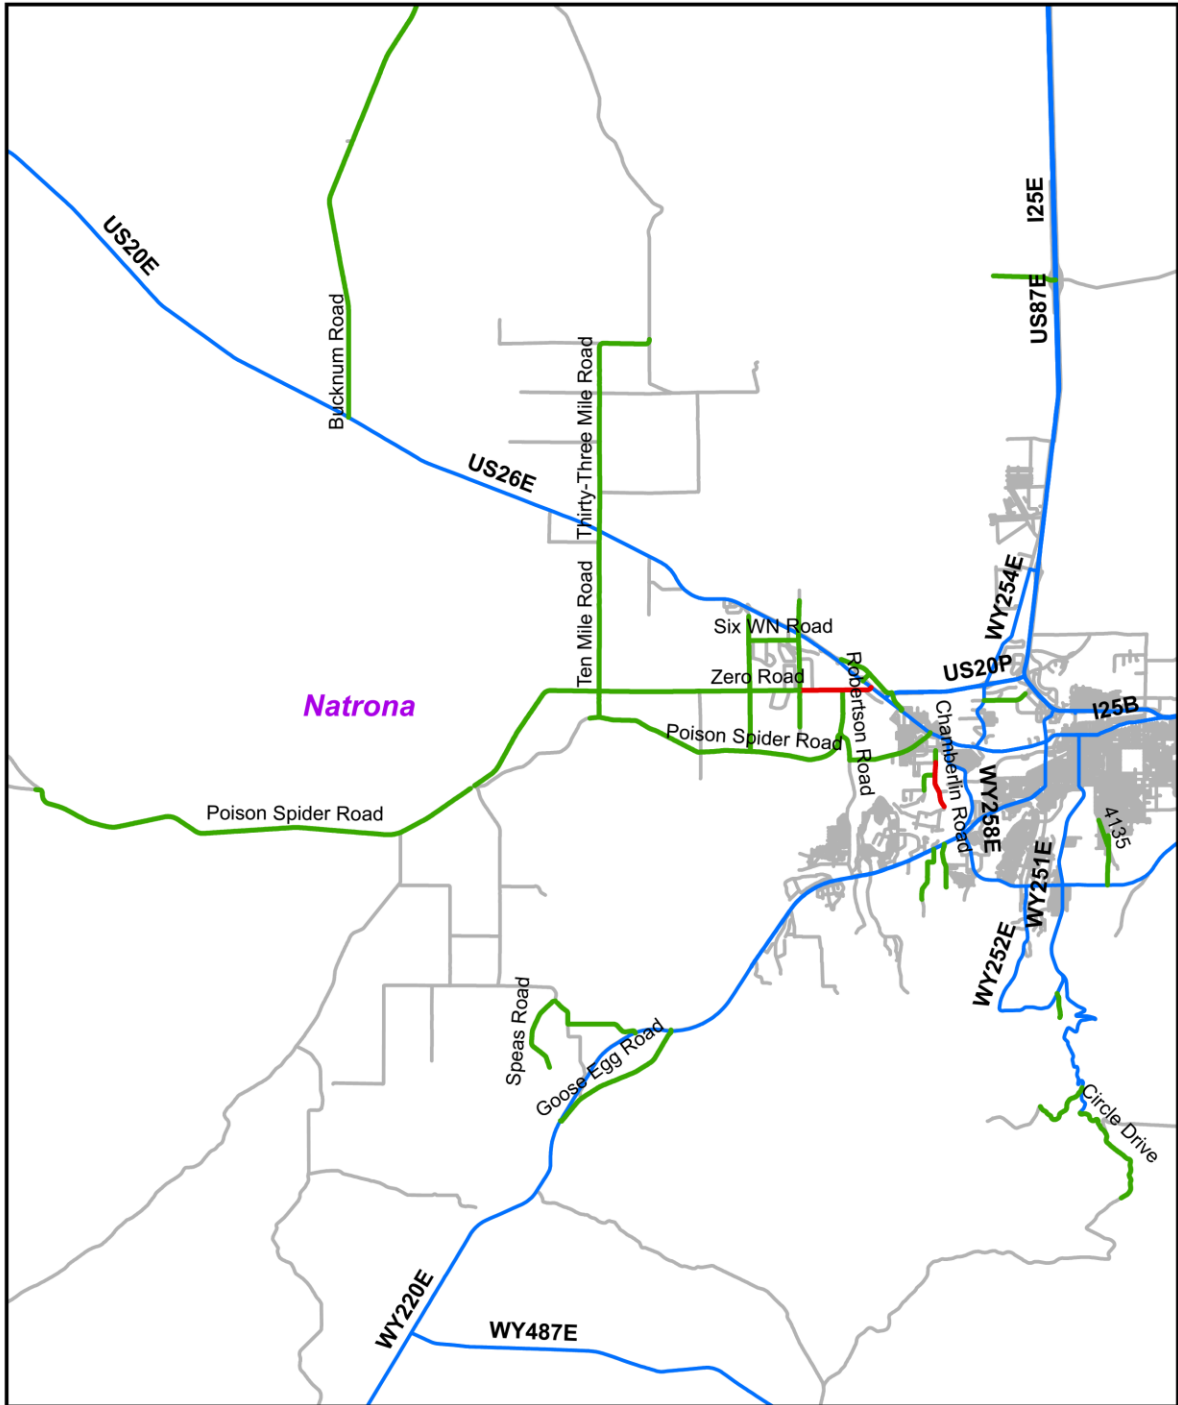 I25E
US20E
US87E
Bucknum Road
Thirty-Three Mile Road
US26E
WY254E
Ten Mile Road
Six WN Road
Zero Road
Robertson Road
US20P
Natrona
Chamberlin Road
I25B
Poison Spider Road
WY258E
Poison Spider Road
4135
WY251E
WY252E
Speas Road
Goose Egg Road
Circle Drive
WY220E
WY487E